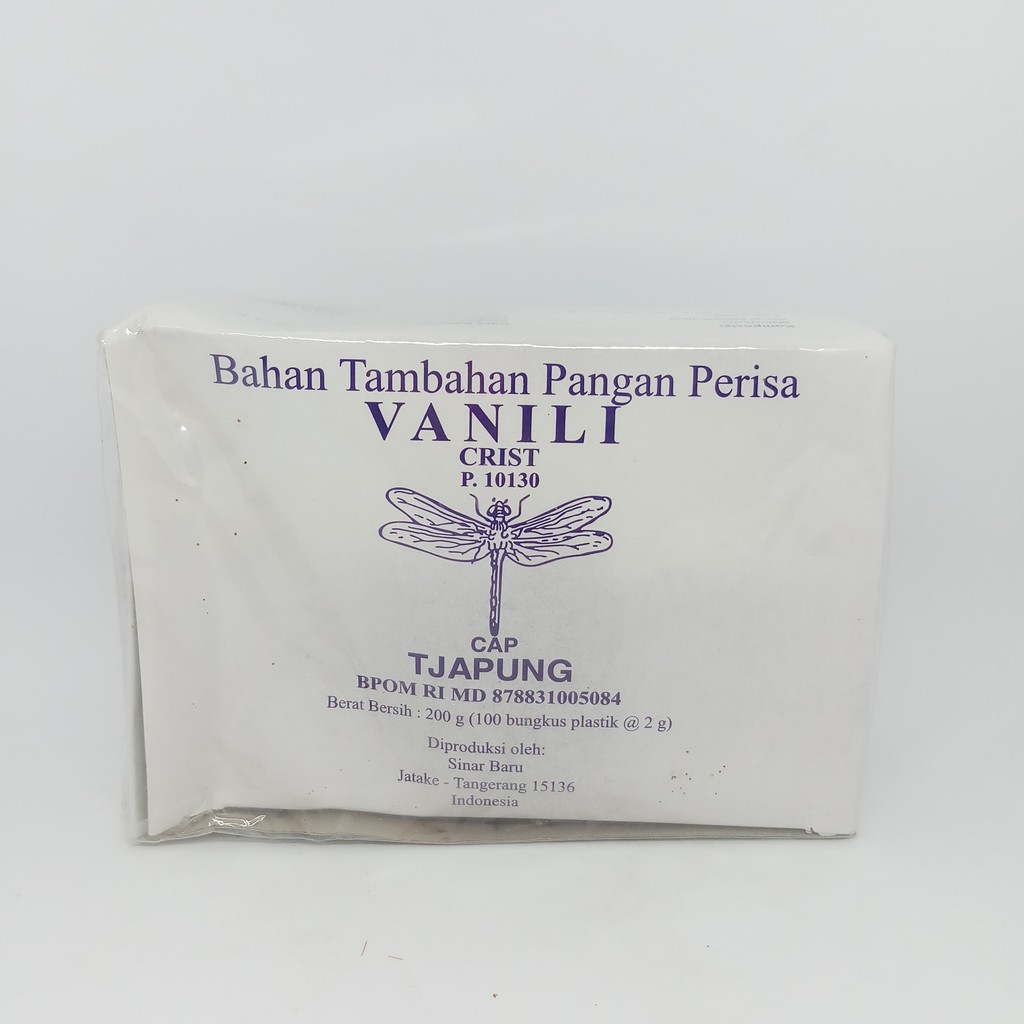 Bahan Tambahan Pangan Perisa
VANILI
CRIST
P. 10130
CAP
TJAPUNG
BPOM RI MD 878831005084
Berat Bersih : 200 g (100 bungkus plastik @ 2 g)
Diproduksi oleh:
Sinar Baru
Jatake - Tangerang 15136
Indonesia